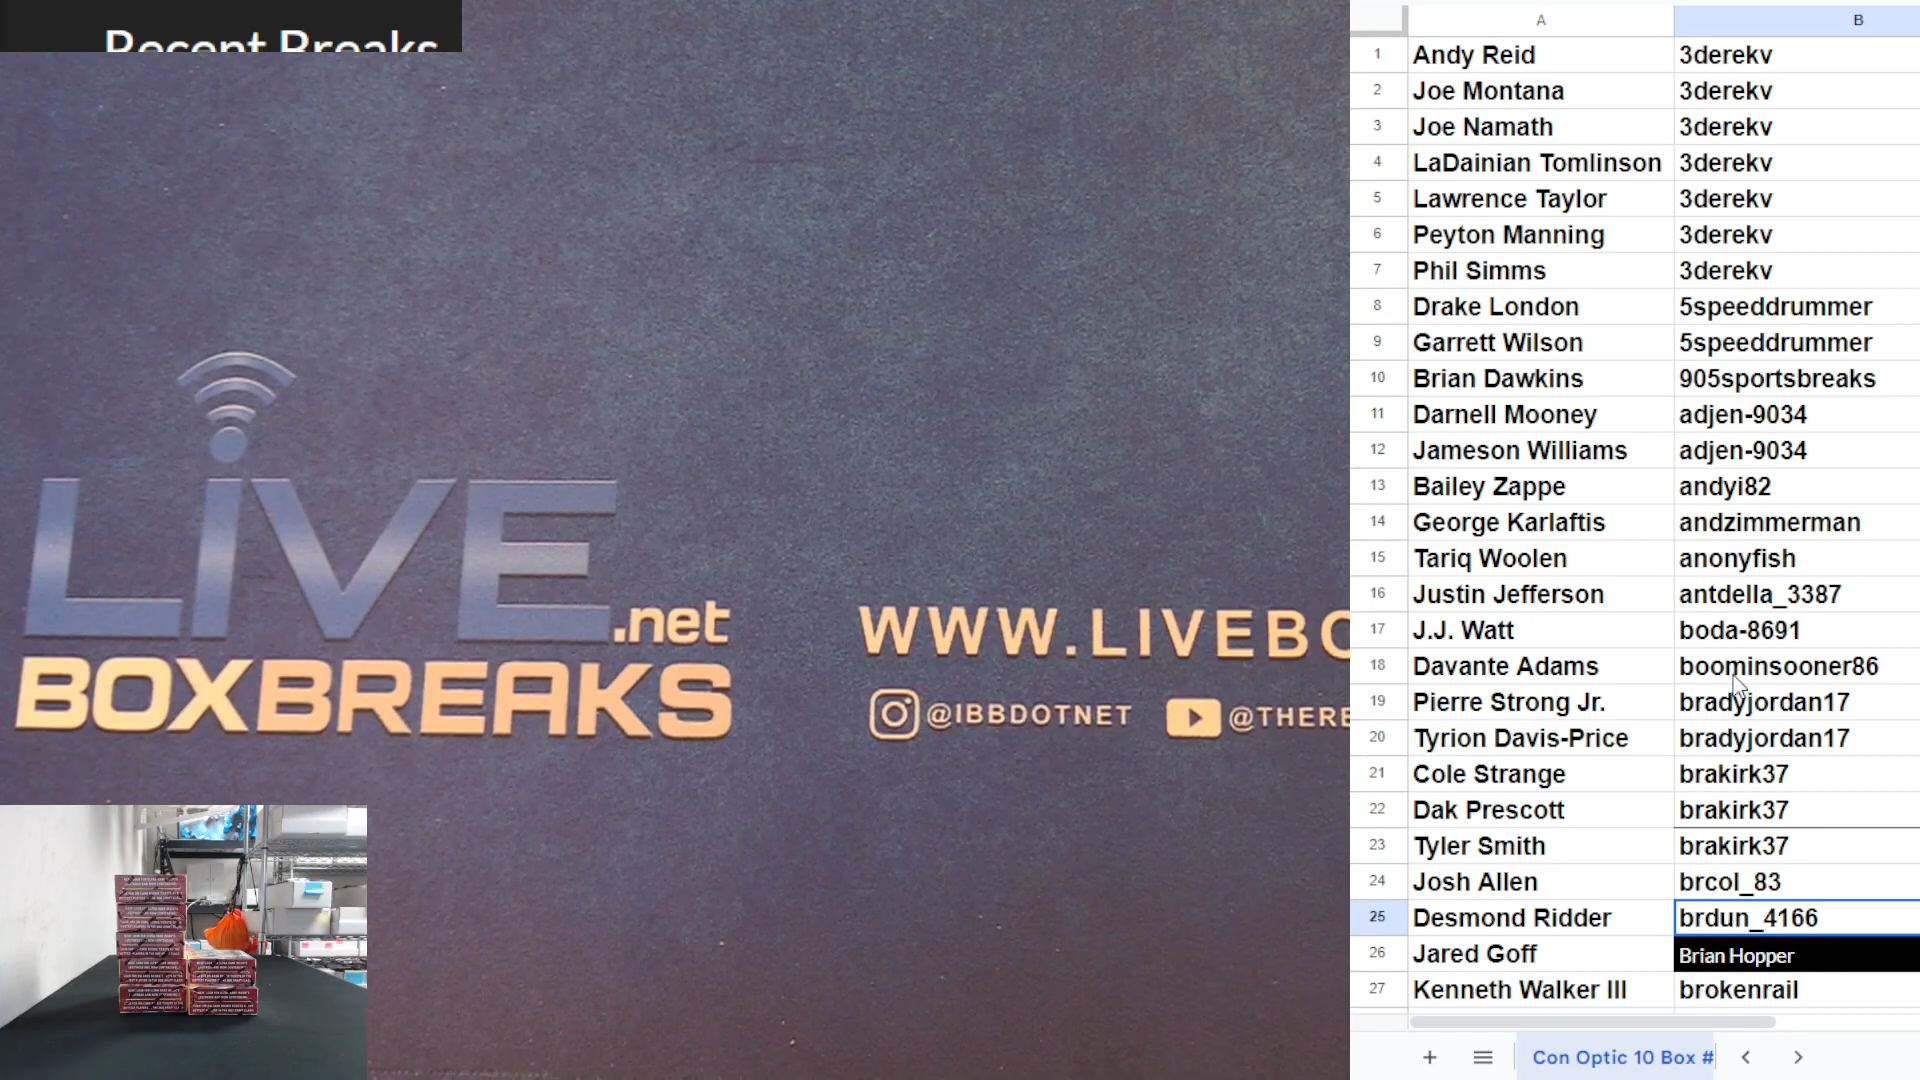 Recent Breaks
LIVE.net
BOXBREAKS
WWW.LIVEBO
@IBBDOTNET @THERE
A B
1 Andy Reid 3derekv
2 Joe Montana 3derekv
3 Joe Namath 3derekv
4 LaDainian Tomlinson 3derekv
5 Lawrence Taylor 3derekv
6 Peyton Manning 3derekv
7 Phil Simms 3derekv
8 Drake London 5speeddrummer
9 Garrett Wilson 5speeddrummer
10 Brian Dawkins 905sportsbreaks
11 Darnell Mooney adjen-9034
12 Jameson Williams adjen-9034
13 Bailey Zappe andyi82
14 George Karlaftis andzimmerman
15 Tariq Woolen anonyfish
16 Justin Jefferson antdella_3387
17 J.J. Watt boda-8691
18 Davante Adams boominsooner86
19 Pierre Strong Jr. bradyjordan17
20 Tyrion Davis-Price bradyjordan17
21 Cole Strange brakirk37
22 Dak Prescott brakirk37
23 Tyler Smith brakirk37
24 Josh Allen brcol_83
25 Desmond Ridder brdun_4166
26 Jared Goff Brian Hopper
27 Kenneth Walker III brokenrail
Con Optic 10 Box #